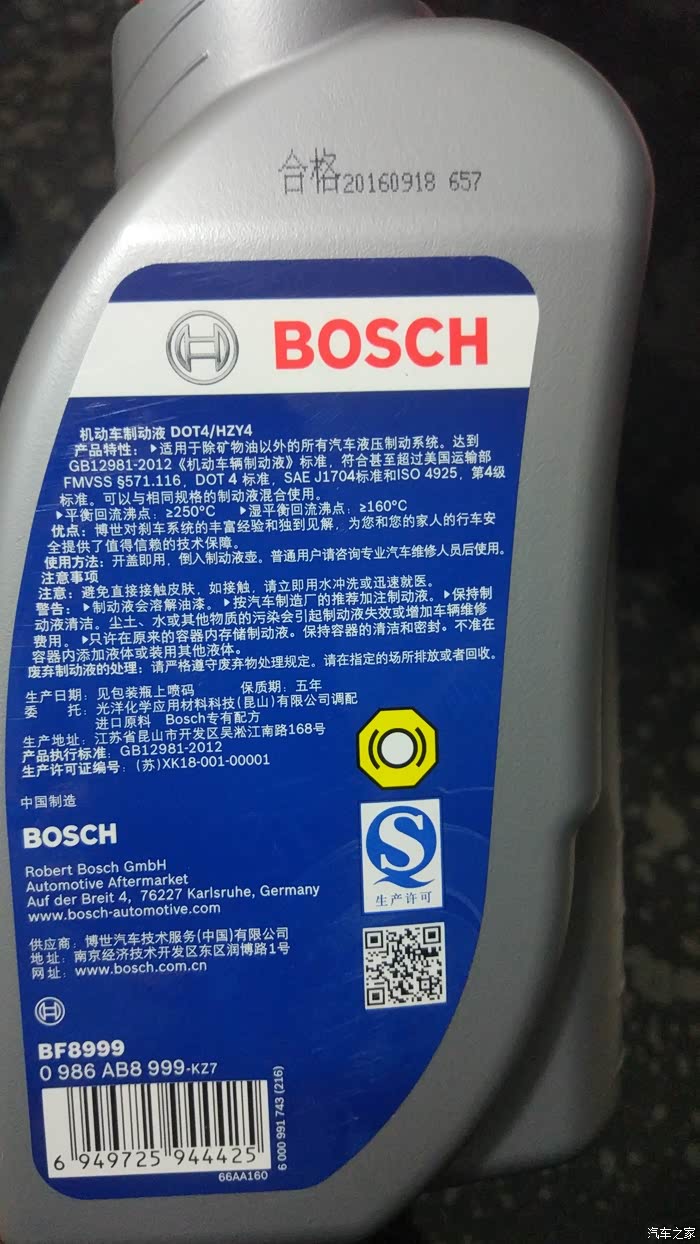 合格20160918 657
BOSCH
机动车制动液 DOT4/HZY4
产品特性：▶适用于除矿物油以外的所有汽车液压制动系统。达到
GB12981-2012《机动车辆制动液》标准，符合甚至超过美国运输部
FMVSS §571.116，DOT 4 标准，SAE J1704标准和ISO 4925，第4级
标准。可以与相同规格的制动液混合使用。
▶平衡回流沸点：≥250°C ▶湿平衡回流沸点：≥160°C
优点：博世对刹车系统的丰富经验和独到见解，为您和您的家人的行车安
全提供了值得信赖的技术保障。
使用方法：开盖即用，倒入制动液壶。普通用户请咨询专业汽车维修人员后使用。
注意事项
注意：避免直接接触皮肤，如接触，请立即用水冲洗或迅速就医。
警告：▶制动液会溶解油漆。▶按汽车制造厂的推荐加注制动液。▶保持制
动液清洁。尘土、水或其他物质的污染会引起制动液失效或增加车辆维修
费用。▶只许在原来的容器内存储制动液。保持容器的清洁和密封。不准在
容器内添加液体或装用其他液体。
废弃制动液的处理：请严格遵守废弃物处理规定。请在指定的场所排放或者回收。
生产日期：见包装瓶上喷码 保质期：五年
委 托：光洋化学应用材料科技(昆山)有限公司调配
进口原料 Bosch专有配方
生产地址：江苏省昆山市开发区吴淞江南路168号
产品执行标准：GB12981-2012
生产许可证编号：(苏)XK18-001-00001
中国制造
BOSCH
Robert Bosch GmbH
Automotive Aftermarket
Auf der Breit 4, 76227 Karlsruhe, Germany
www.bosch-automotive.com
生产许可
供应商：博世汽车技术服务(中国)有限公司
地址：南京经济技术开发区东区润博路1号
网址：www.bosch.com.cn
BF8999
0 986 AB8 999-KZ7
6 949725 944425
66AA160
6 000 991 743 (216)
汽车之家